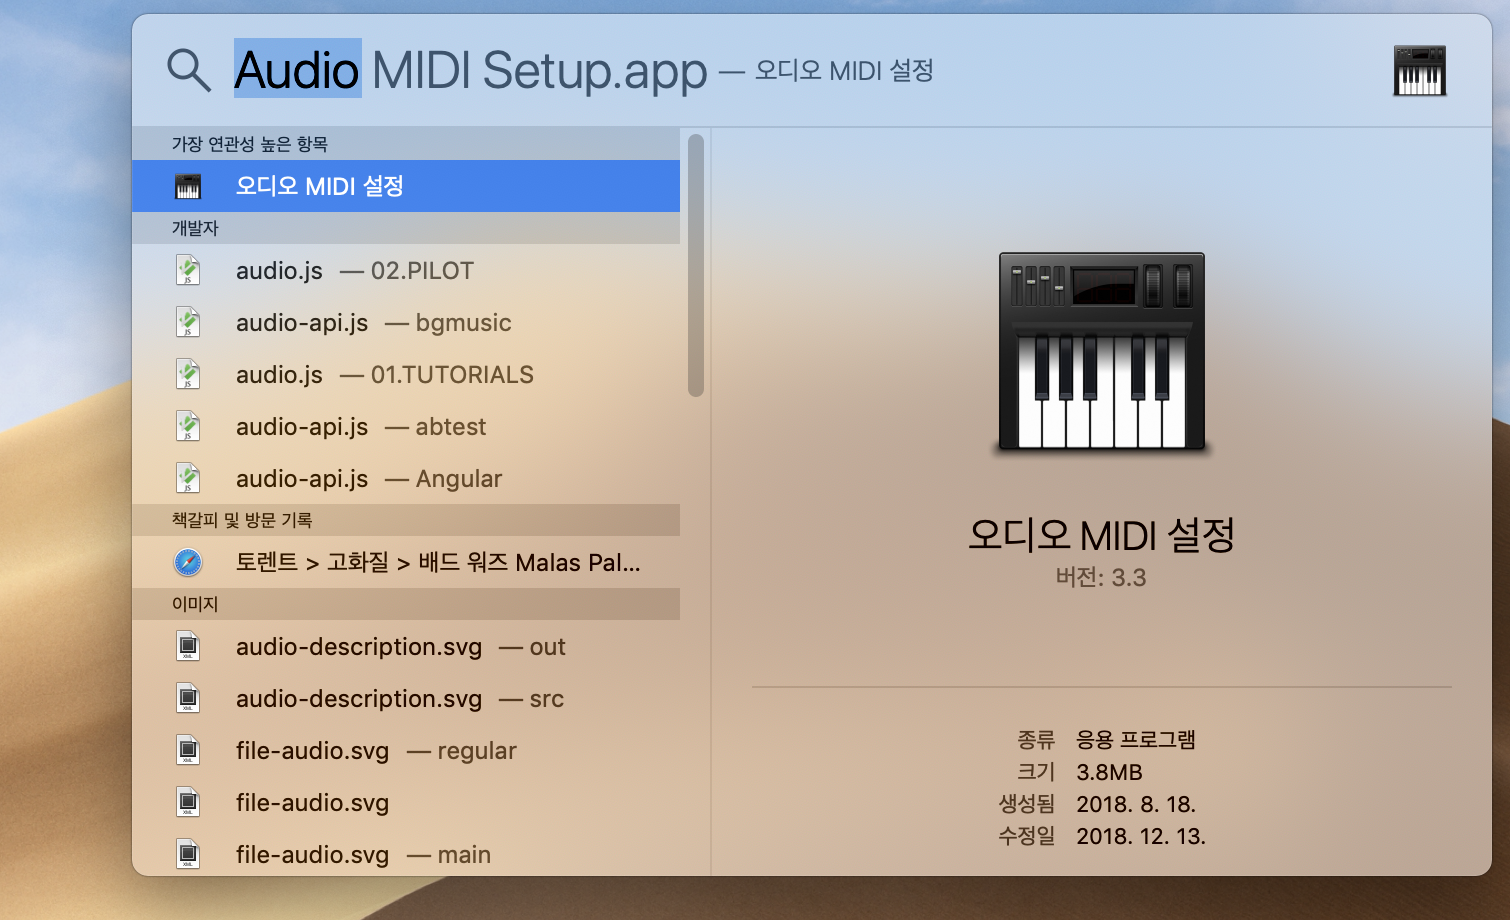 Audio MIDI Setup.app — 오디오 MIDI 설정
가장 연관성 높은 항목
오디오 MIDI 설정
개발자
audio.js — 02.PILOT
audio-api.js — bgmusic
audio.js — 01.TUTORIALS
audio-api.js — abtest
audio-api.js — Angular
책갈피 및 방문 기록
토렌트 > 고화질 > 배드 워즈 Malas Pal...
이미지
audio-description.svg — out
audio-description.svg — src
file-audio.svg — regular
file-audio.svg
file-audio.svg — main
오디오 MIDI 설정
버전: 3.3
종류 응용 프로그램
크기 3.8MB
생성됨 2018. 8. 18.
수정일 2018. 12. 13.